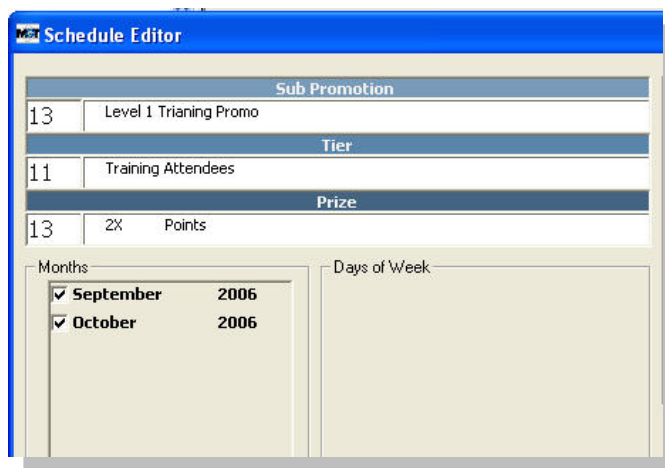 MGT Schedule Editor
Sub Promotion
13 Level 1 Trianing Promo
Tier
11 Training Attendees
Prize
13 2X Points
Months
Days of Week
September 2006
October 2006